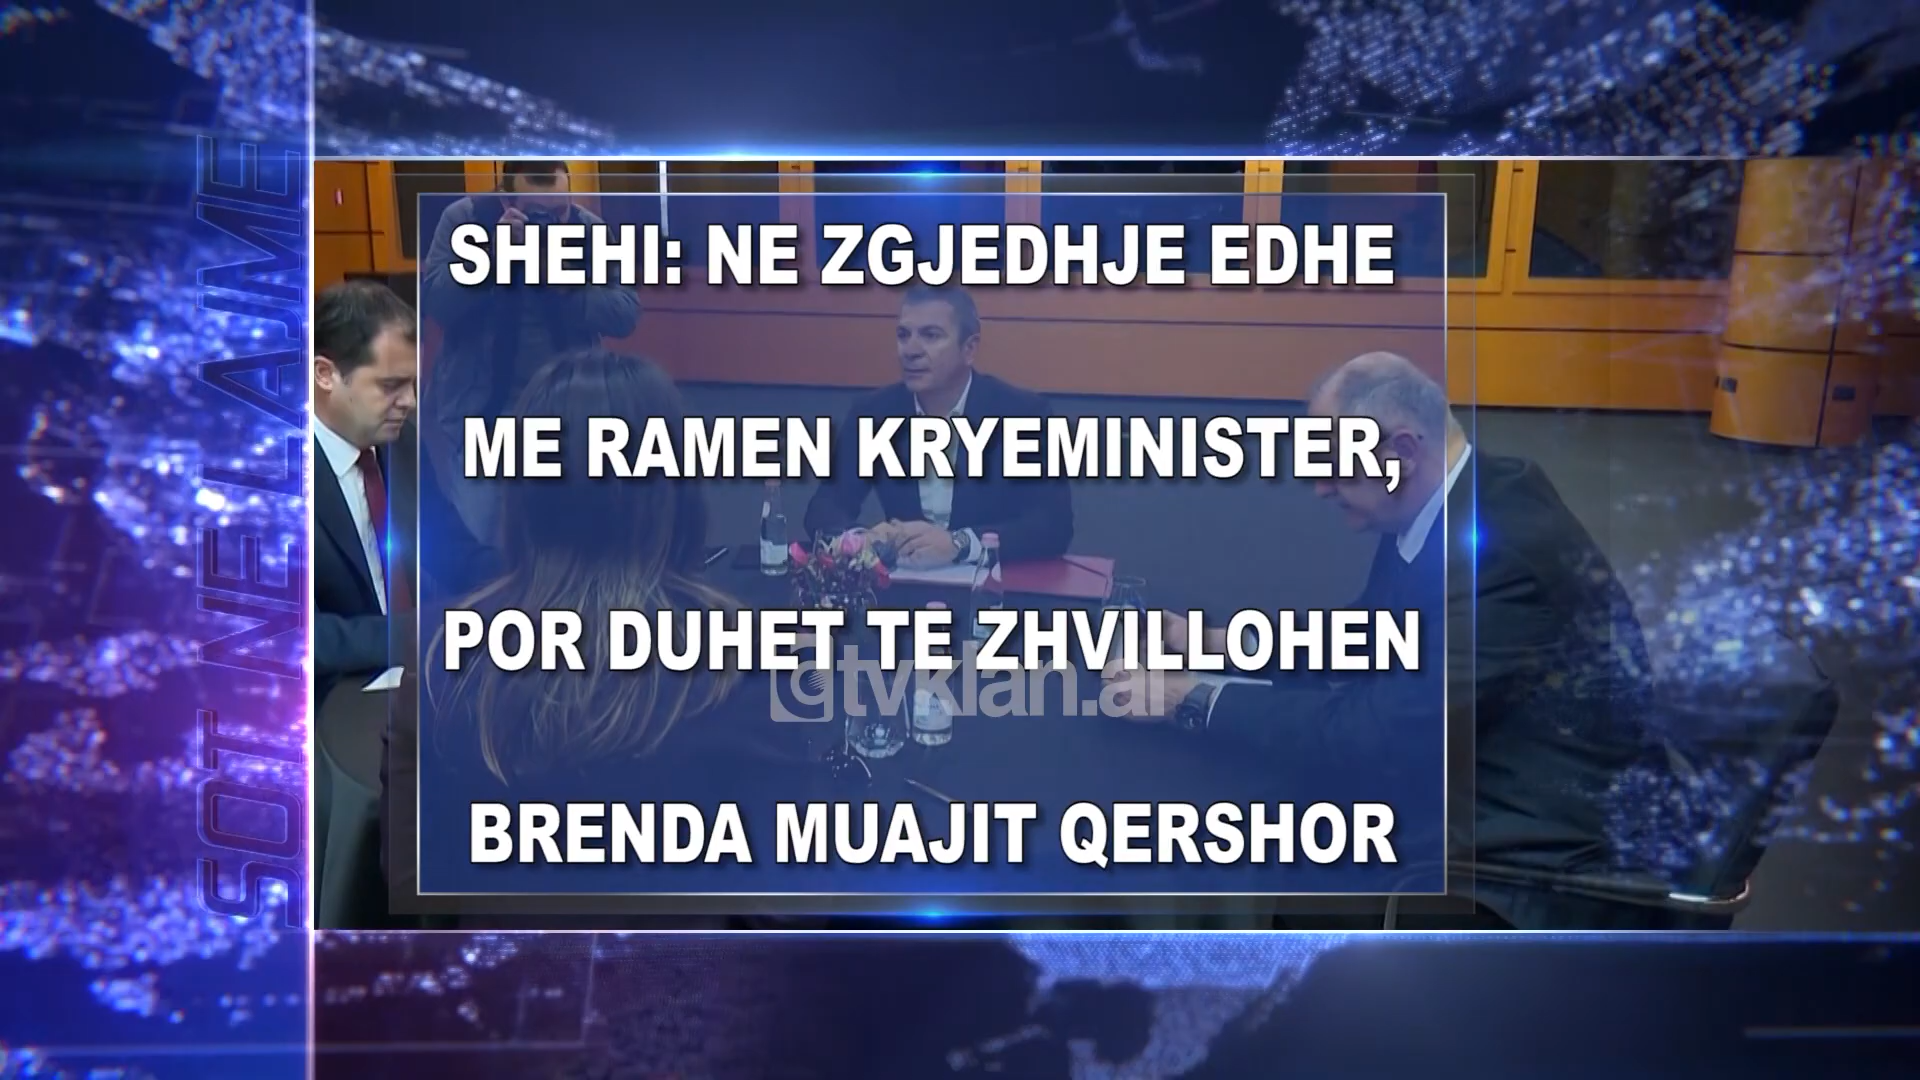 SHEHI: NE ZGJEDHJE EDHE
ME RAMEN KRYEMINISTER,
POR DUHET TE ZHVILLOHEN
BRENDA MUAJIT QERSHOR
SOT NE LAJME
tvklan.al